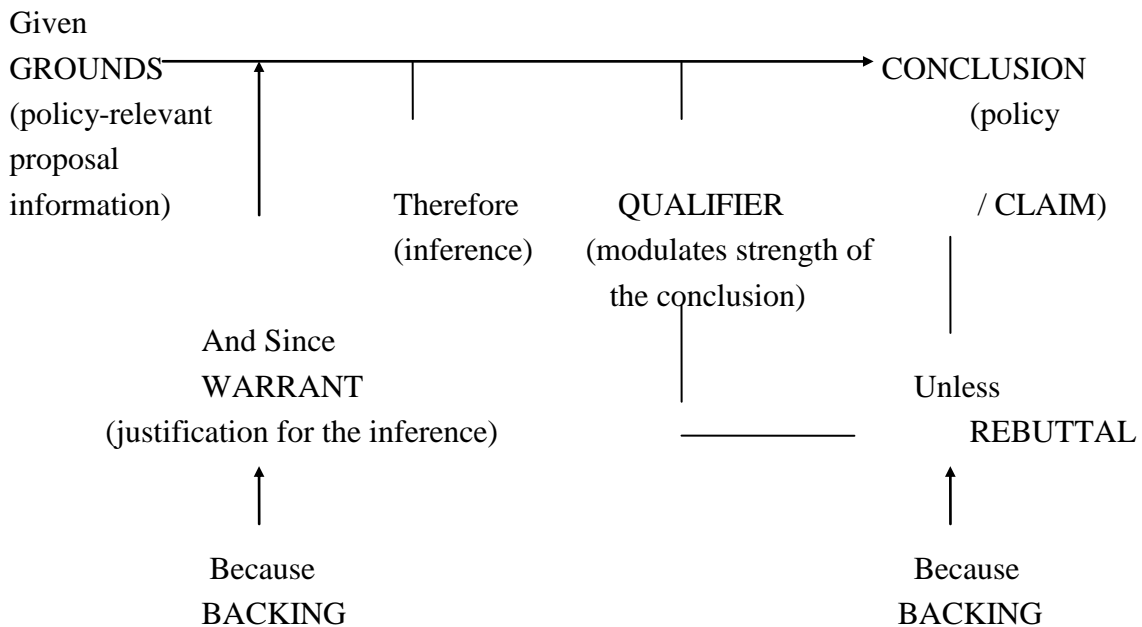 Given
GROUNDS CONCLUSION
(policy-relevant (policy
proposal
information) Therefore QUALIFIER / CLAIM)
(inference) (modulates strength of
the conclusion)
And Since
WARRANT Unless
(justification for the inference) REBUTTAL
Because Because
BACKING BACKING